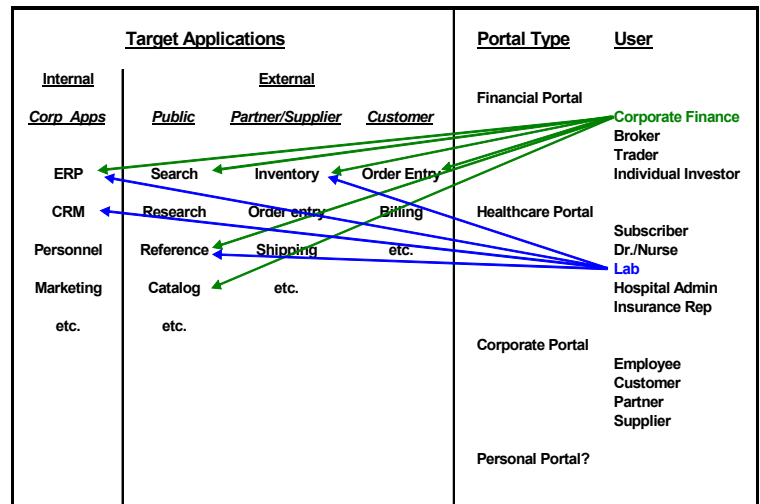 Target Applications Portal Type User
Internal External
Corp Apps Public Partner/Supplier Customer
Financial Portal
Corporate Finance
Broker
Trader
ERP Search Inventory Order Entry Individual Investor
CRM Research Order entry Billing Healthcare Portal
Subscriber
Personnel Reference Shipping etc. Dr./Nurse
Lab
Marketing Catalog etc. Hospital Admin
Insurance Rep
etc. etc.
Corporate Portal
Employee
Customer
Partner
Supplier
Personal Portal?